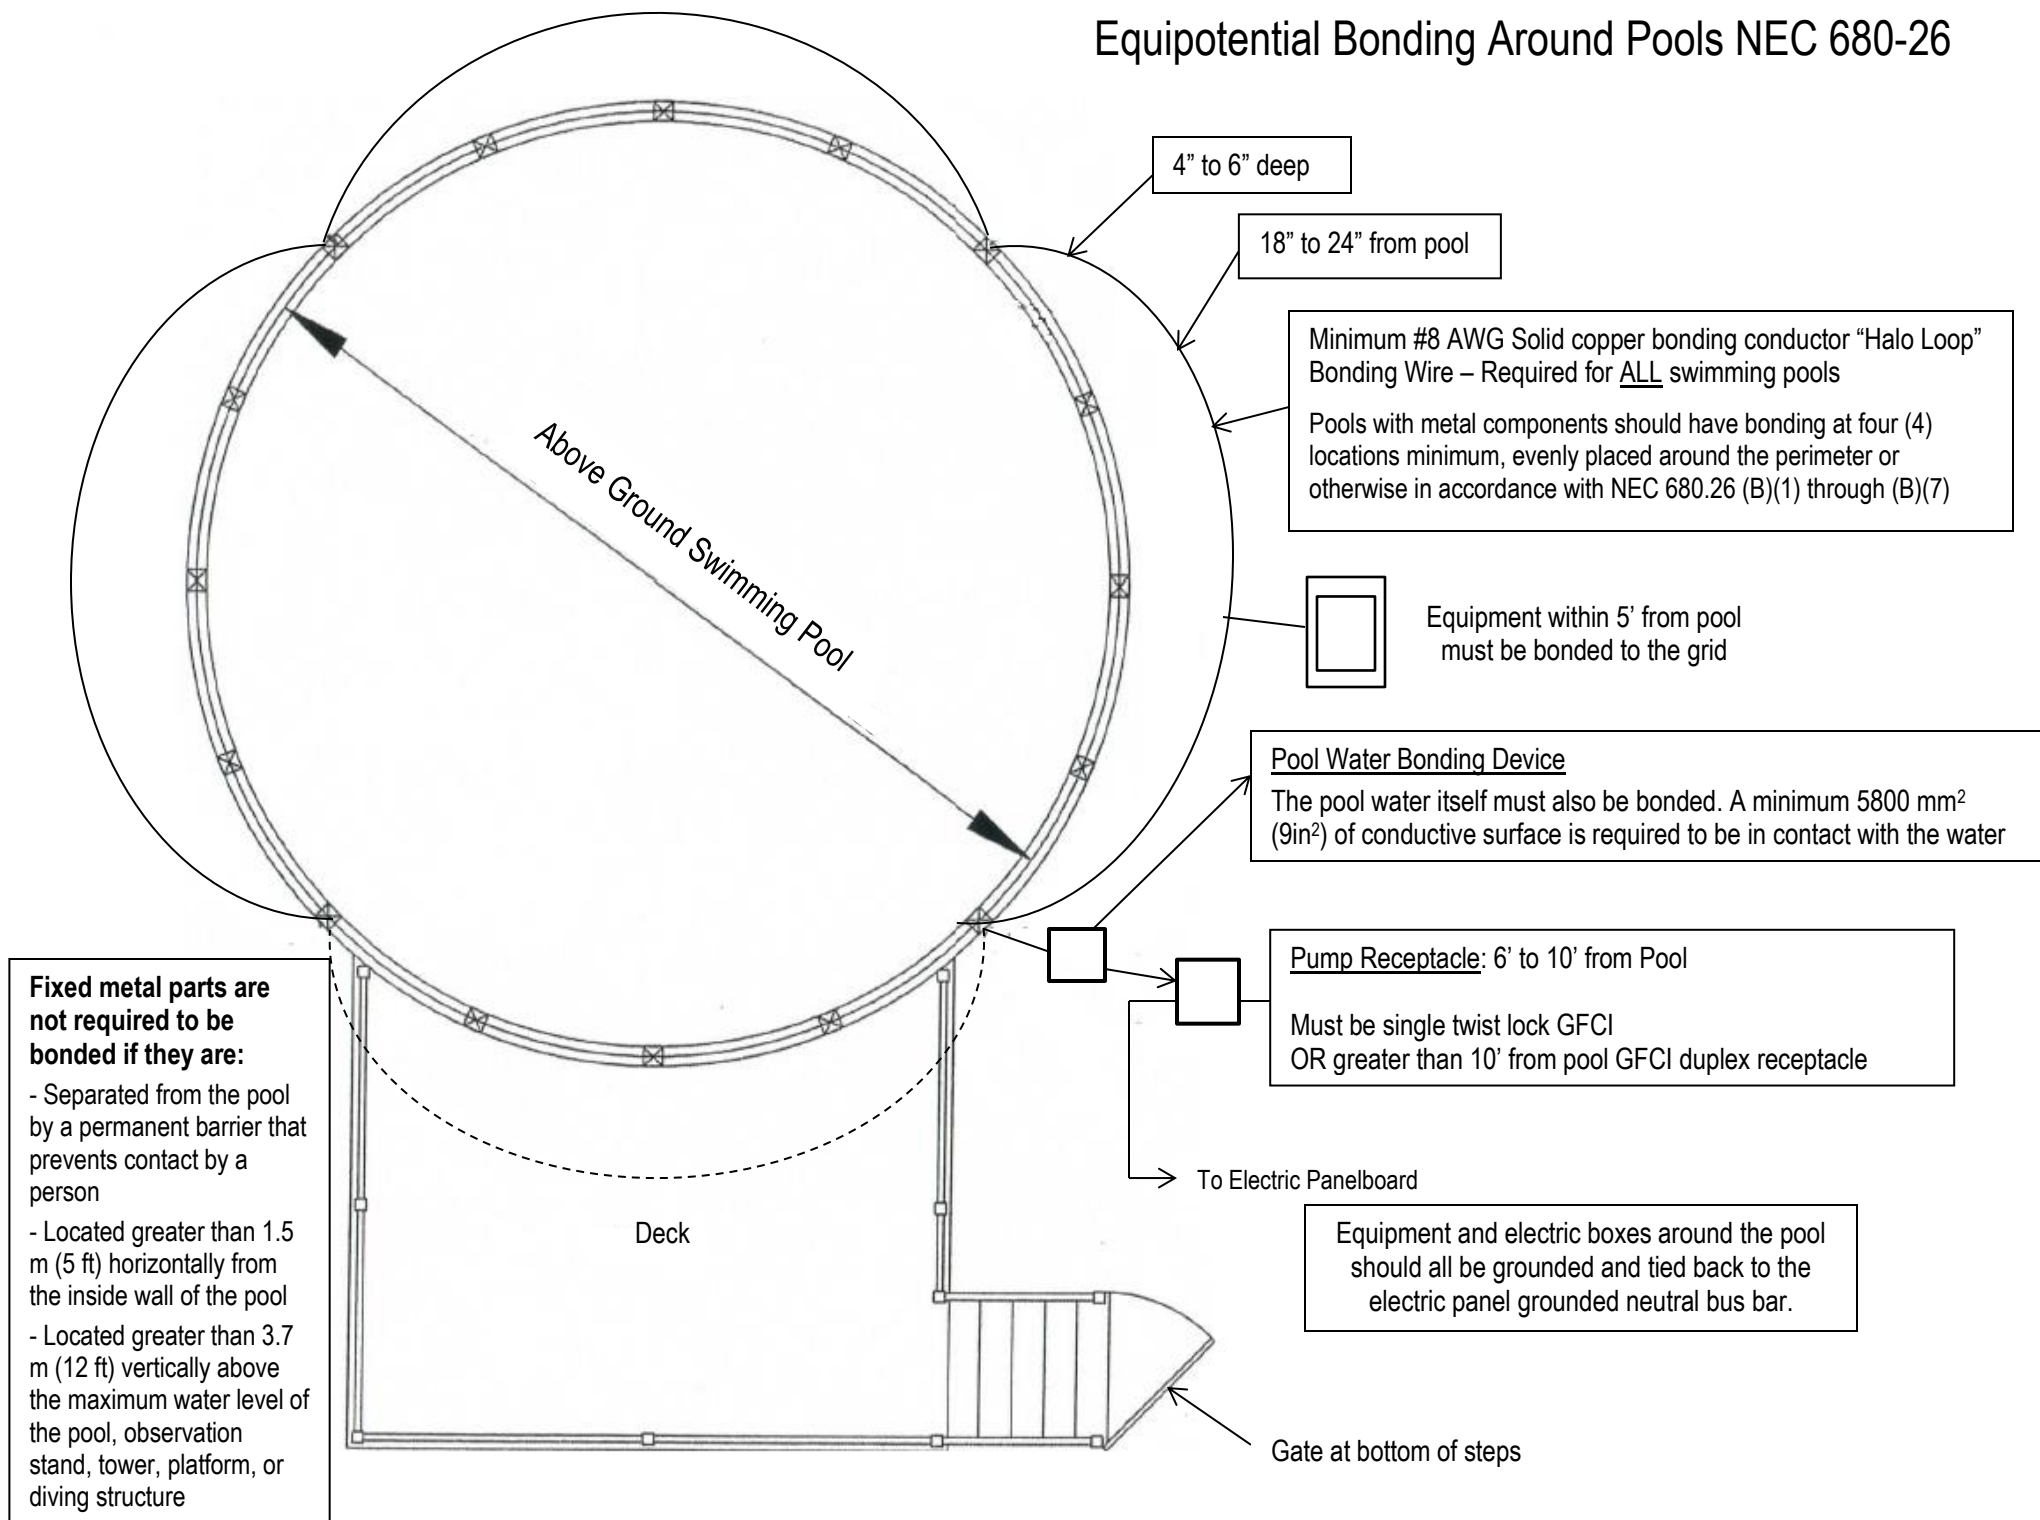 Equipotential Bonding Around Pools NEC 680-26
4” to 6” deep
18” to 24” from pool
Minimum #8 AWG Solid copper bonding conductor “Halo Loop”
Bonding Wire – Required for ALL swimming pools
Pools with metal components should have bonding at four (4)
locations minimum, evenly placed around the perimeter or
otherwise in accordance with NEC 680.26 (B)(1) through (B)(7)
Above Ground Swimming Pool
Equipment within 5’ from pool
must be bonded to the grid
Pool Water Bonding Device
The pool water itself must also be bonded. A minimum 5800 mm²
(9in²) of conductive surface is required to be in contact with the water
Pump Receptacle: 6’ to 10’ from Pool
Must be single twist lock GFCI
OR greater than 10’ from pool GFCI duplex receptacle
Fixed metal parts are
not required to be
bonded if they are:
- Separated from the pool
by a permanent barrier that
prevents contact by a
person
- Located greater than 1.5
m (5 ft) horizontally from
the inside wall of the pool
- Located greater than 3.7
m (12 ft) vertically above
the maximum water level of
the pool, observation
stand, tower, platform, or
diving structure
To Electric Panelboard
Deck
Equipment and electric boxes around the pool
should all be grounded and tied back to the
electric panel grounded neutral bus bar.
Gate at bottom of steps